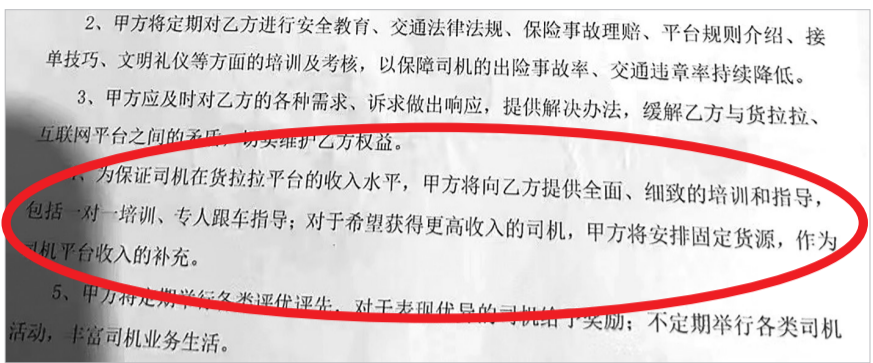 2、甲方将定期对乙方进行安全教育、交通法律法规、保险事故理赔、平台规则介绍、接
单技巧、文明礼仪等方面的培训及考核，以保障司机的出险事故率、交通违章率持续降低。
3、甲方应及时对乙方的各种需求、诉求做出响应，提供解决办法，缓解乙方与货拉拉、
互联网平台之间的矛盾，切实维护乙方权益。
4、为保证司机在货拉拉平台的收入水平，甲方将向乙方提供全面、细致的培训和指导，
包括一对一培训、专人跟车指导；对于希望获得更高收入的司机，甲方将安排固定货源，作为
司机平台收入的补充。
5、甲方将定期举行各类评优评先，对于表现优异的司机给予奖励；不定期举行各类司机
活动，丰富司机业务生活。